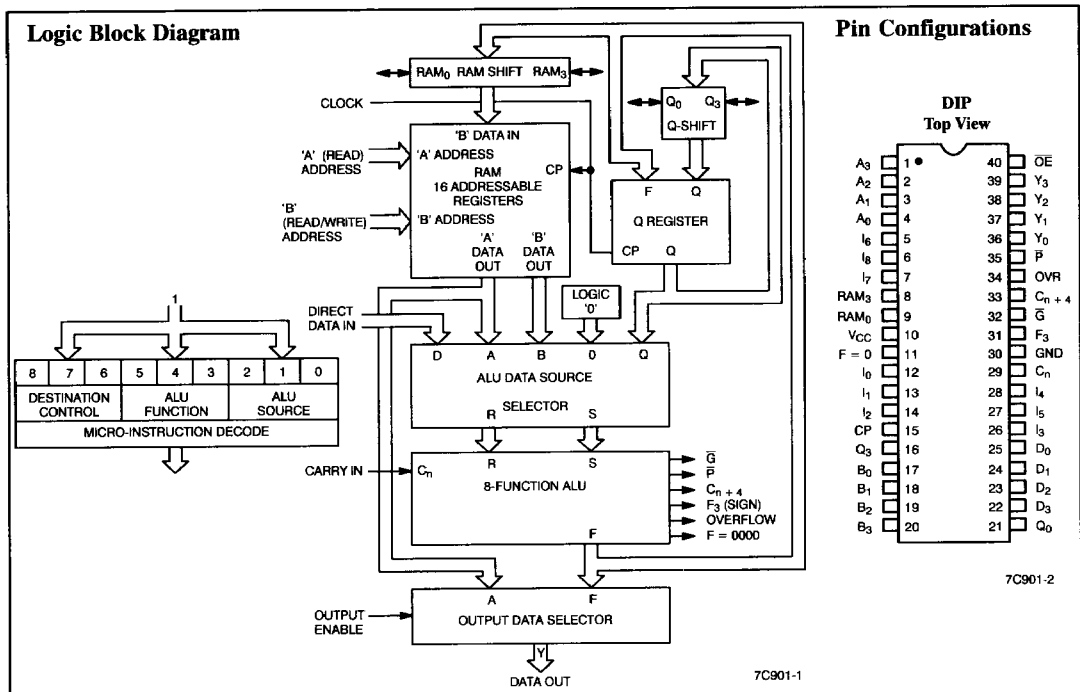 Logic Block Diagram
RAM₀ RAM SHIFT RAM₃
CLOCK
Q₀ Q₃
Q-SHIFT
'B' DATA IN
'A' (READ)
ADDRESS
'A' ADDRESS
RAM
16 ADDRESSABLE
REGISTERS
CP
'B'
(READ/WRITE)
ADDRESS
'B' ADDRESS
'A'
DATA
OUT
'B'
DATA
OUT
F Q
Q REGISTER
CP Q
DIRECT
DATA IN
LOGIC
'0'
D A B 0 Q
ALU DATA SOURCE
SELECTOR
R S
1
8 7 6 5 4 3 2 1 0
DESTINATION
CONTROL
ALU
FUNCTION
ALU
SOURCE
MICRO-INSTRUCTION DECODE
CARRY IN
Cₙ
R S
8-FUNCTION ALU
F
G̅
P̅
Cₙ ₊ ₄
F₃ (SIGN)
OVERFLOW
F = 0000
OUTPUT
ENABLE
A F
OUTPUT DATA SELECTOR
Y
DATA OUT
7C901-1
Pin Configurations
DIP
Top View
A₃ 1 40 O̅E̅
A₂ 2 39 Y₃
A₁ 3 38 Y₂
A₀ 4 37 Y₁
I₆ 5 36 Y₀
I₈ 6 35 P̅
I₇ 7 34 OVR
RAM₃ 8 33 Cₙ ₊ ₄
RAM₀ 9 32 G̅
VCC 10 31 F₃
F = 0 11 30 GND
I₀ 12 29 Cₙ
I₁ 13 28 I₄
I₂ 14 27 I₅
CP 15 26 I₃
Q₃ 16 25 D₀
B₀ 17 24 D₁
B₁ 18 23 D₂
B₂ 19 22 D₃
B₃ 20 21 Q₀
7C901-2